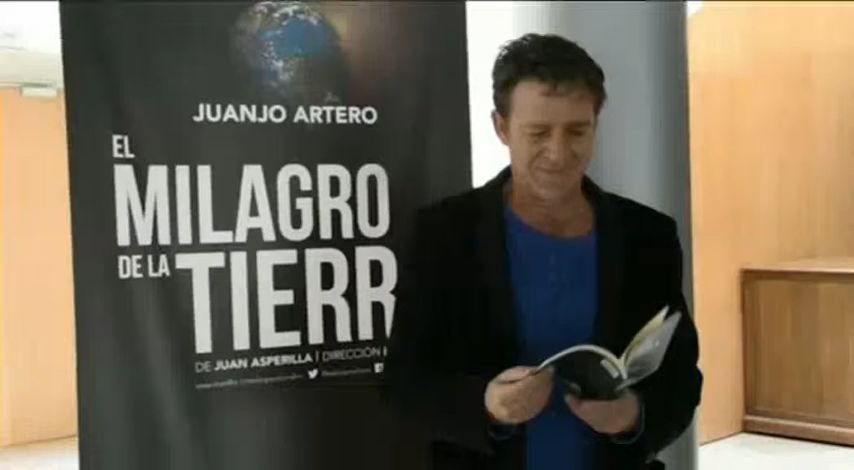 JUANJO ARTERO
EL
MILAGRO
DE LA TIERR
DE JUAN ASPERILLA | DIRECCIÓN